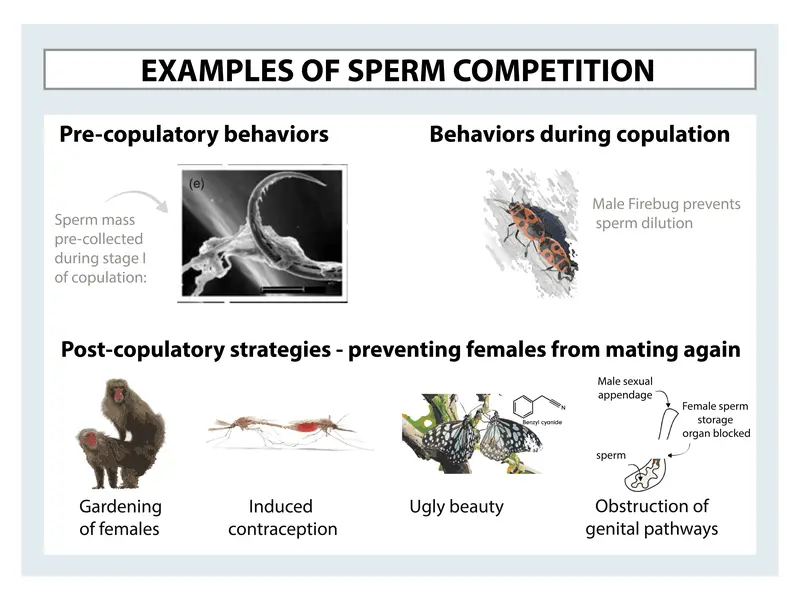 EXAMPLES OF SPERM COMPETITION
Pre-copulatory behaviors
Sperm mass
pre-collected
during stage I
of copulation:
(e)
Behaviors during copulation
Male Firebug prevents
sperm dilution
Post-copulatory strategies - preventing females from mating again
Gardening
of females
Induced
contraception
N
Benzyl cyanide
Ugly beauty
Male sexual
appendage
Female sperm
storage
organ blocked
sperm
Obstruction of
genital pathways